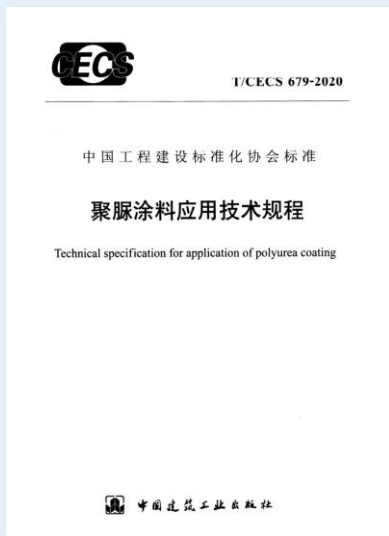 CECS
T/CECS 679-2020
中国工程建设标准化协会标准
聚脲涂料应用技术规程
Technical specification for application of polyurea coating
中国建筑工业出版社